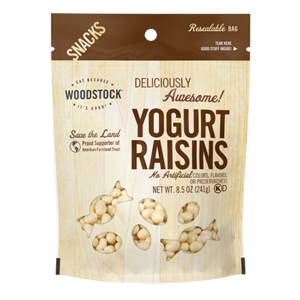 Resealable BAG
SNACKS
TEAR HERE
GOOD STUFF INSIDE!
EAT BECAUSE
WOODSTOCK
IT'S GOOD!
DELICIOUSLY
Awesome!
YOGURT
RAISINS
Save the Land
Proud Supporter of
American Farmland Trust
No Artificial COLORS, FLAVORS,
OR PRESERVATIVES!
NET WT. 8.5 OZ (241g) K D